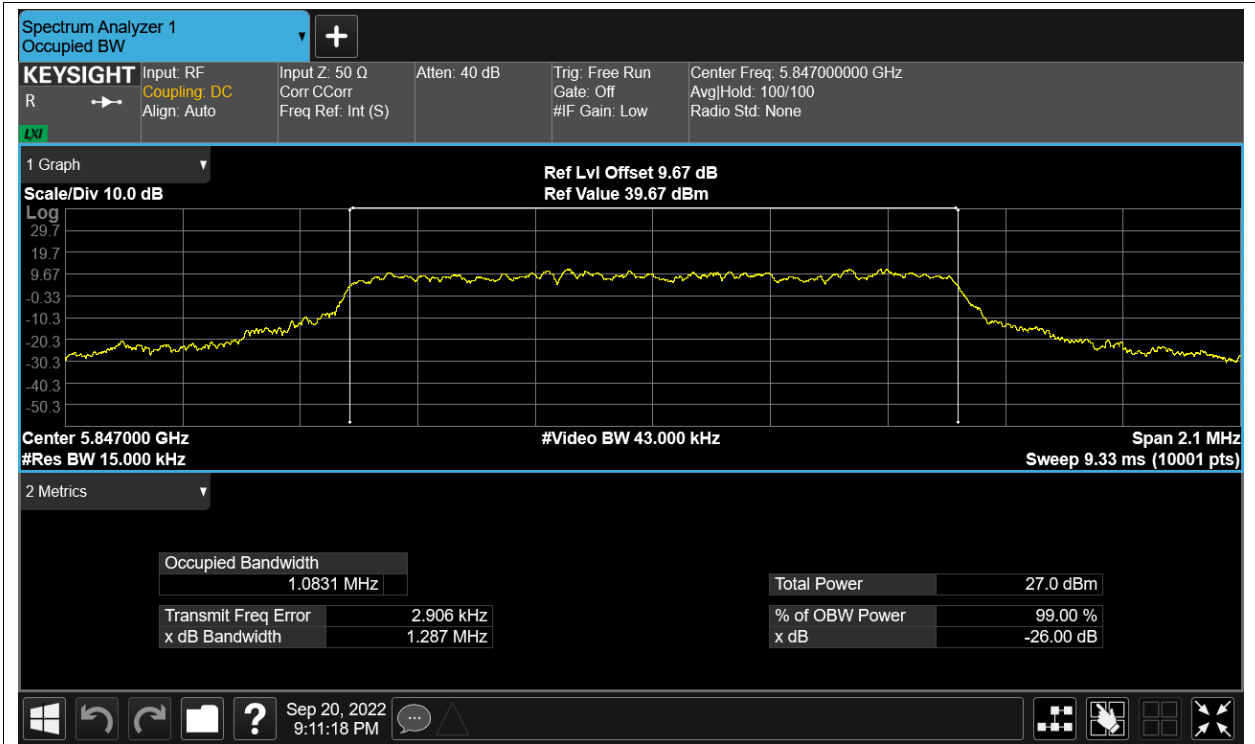 Spectrum Analyzer 1
Occupied BW
▼
+
KEYSIGHT
R
LXI
Input: RF
Coupling: DC
Align: Auto
Input Z: 50 Ω
Corr CCorr
Freq Ref: Int (S)
Atten: 40 dB
Trig: Free Run
Gate: Off
#IF Gain: Low
Center Freq: 5.847000000 GHz
Avg|Hold: 100/100
Radio Std: None
1 Graph ▼
Scale/Div 10.0 dB
Ref Lvl Offset 9.67 dB
Ref Value 39.67 dBm
Log
29.7
19.7
9.67
-0.33
-10.3
-20.3
-30.3
-40.3
-50.3
Center 5.847000 GHz
#Res BW 15.000 kHz
#Video BW 43.000 kHz
Span 2.1 MHz
Sweep 9.33 ms (10001 pts)
2 Metrics ▼
Occupied Bandwidth
1.0831 MHz
Transmit Freq Error 2.906 kHz
x dB Bandwidth 1.287 MHz
Total Power 27.0 dBm
% of OBW Power 99.00 %
x dB -26.00 dB
?
Sep 20, 2022
9:11:18 PM